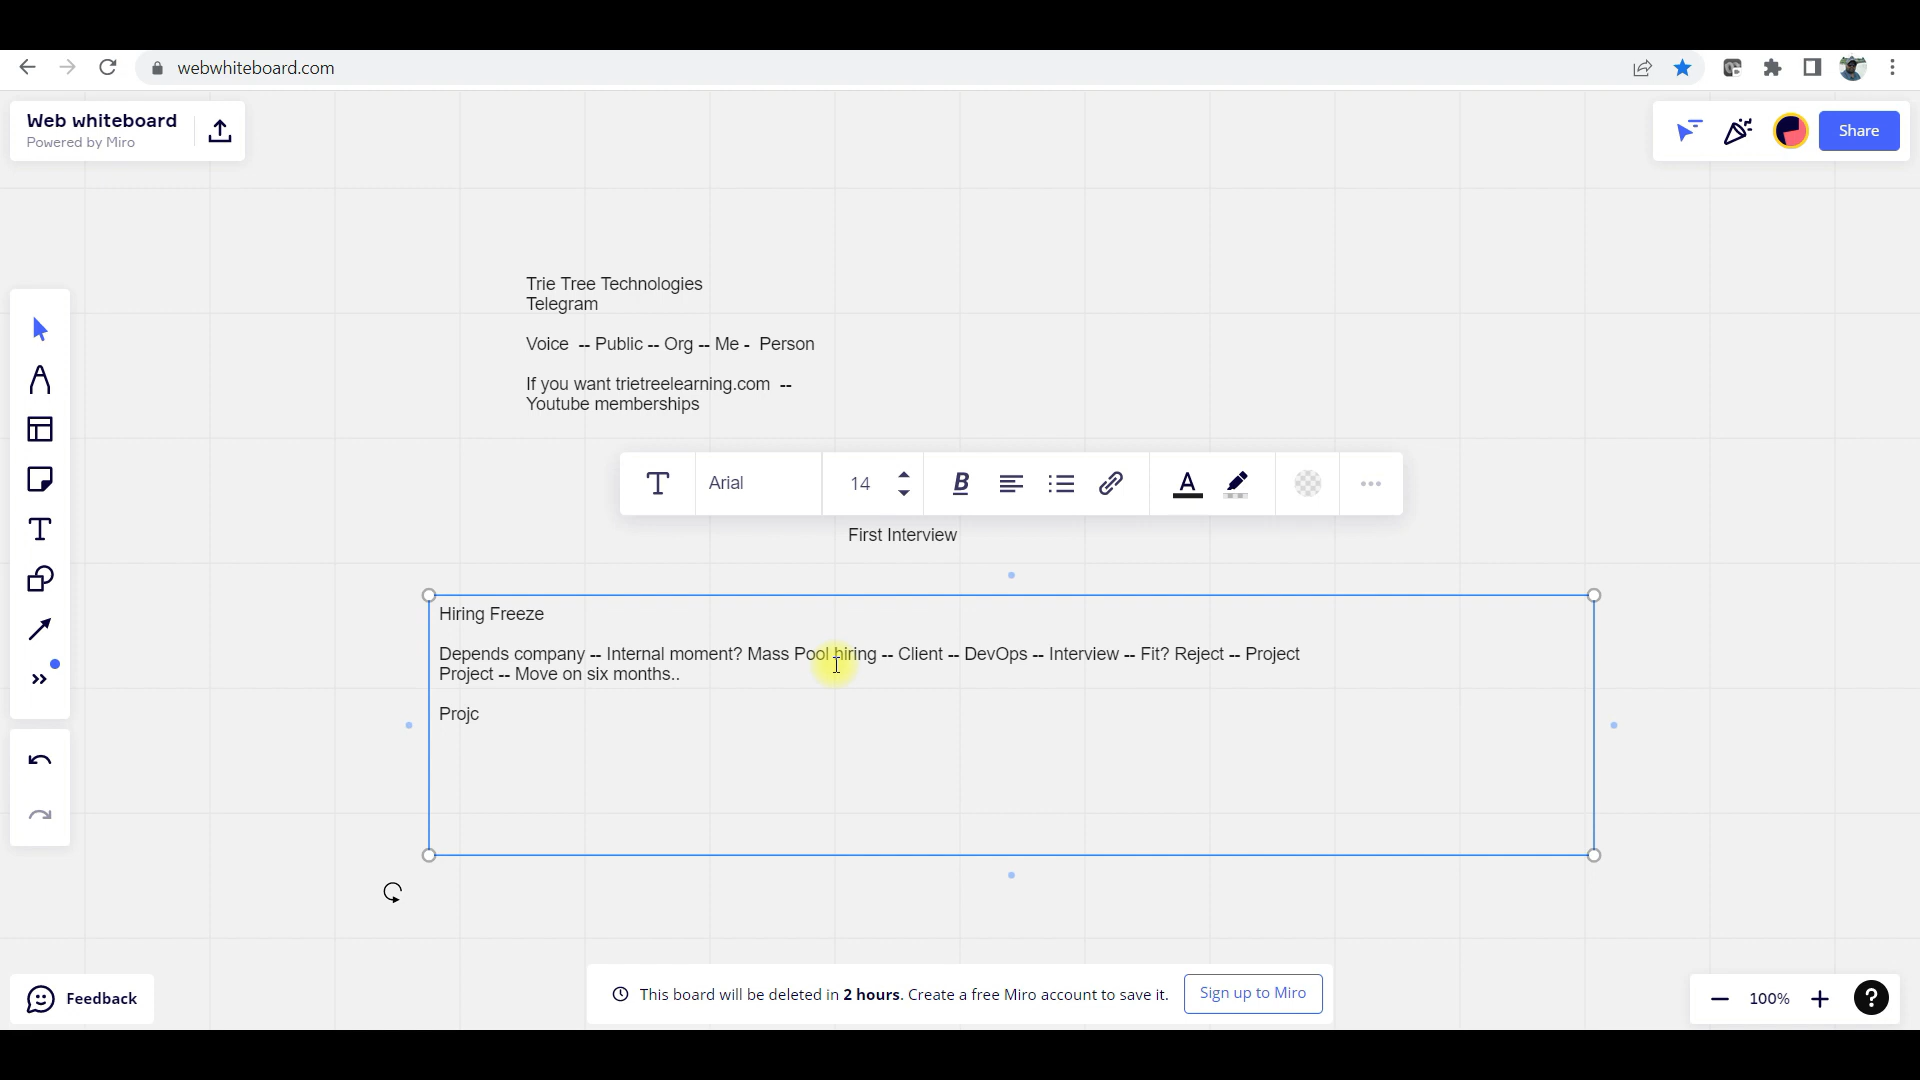 webwhiteboard.com
Web whiteboard
Powered by Miro
Share
Trie Tree Technologies
Telegram
Voice -- Public -- Org -- Me - Person
If you want trietreelearning.com --
Youtube memberships
Arial
14
First Interview
Hiring Freeze
Depends company -- Internal moment? Mass Pool hiring -- Client -- DevOps -- Interview -- Fit? Reject -- Project
Project -- Move on six months..
Projc
Feedback
This board will be deleted in 2 hours. Create a free Miro account to save it.
Sign up to Miro
100%